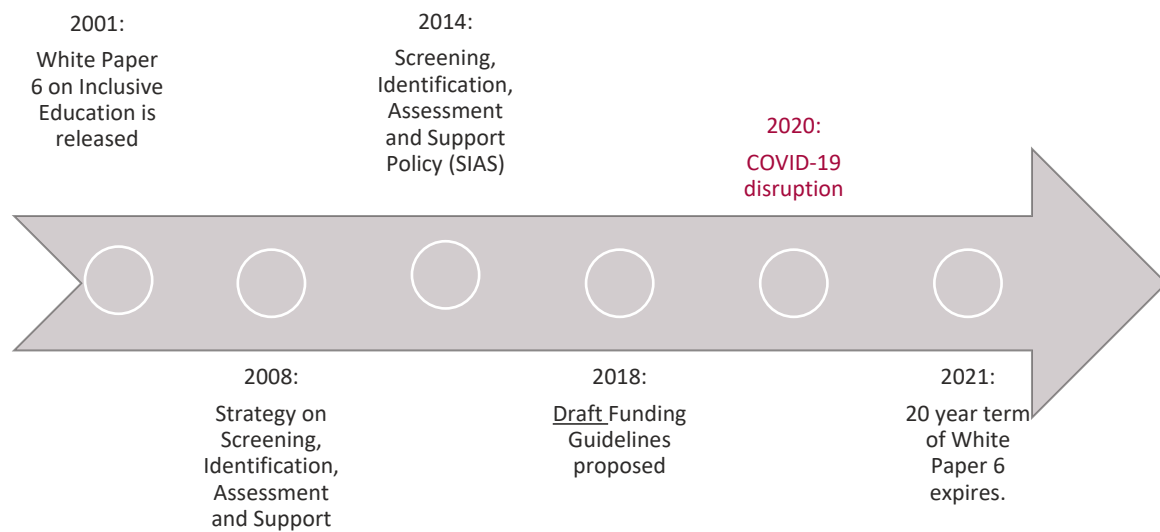 2001:
White Paper
6 on Inclusive
Education is
released
2008:
Strategy on
Screening,
Identification,
Assessment
and Support
2014:
Screening,
Identification,
Assessment
and Support
Policy (SIAS)
2018:
Draft Funding
Guidelines
proposed
2020:
COVID-19
disruption
2021:
20 year term
of White
Paper 6
expires.